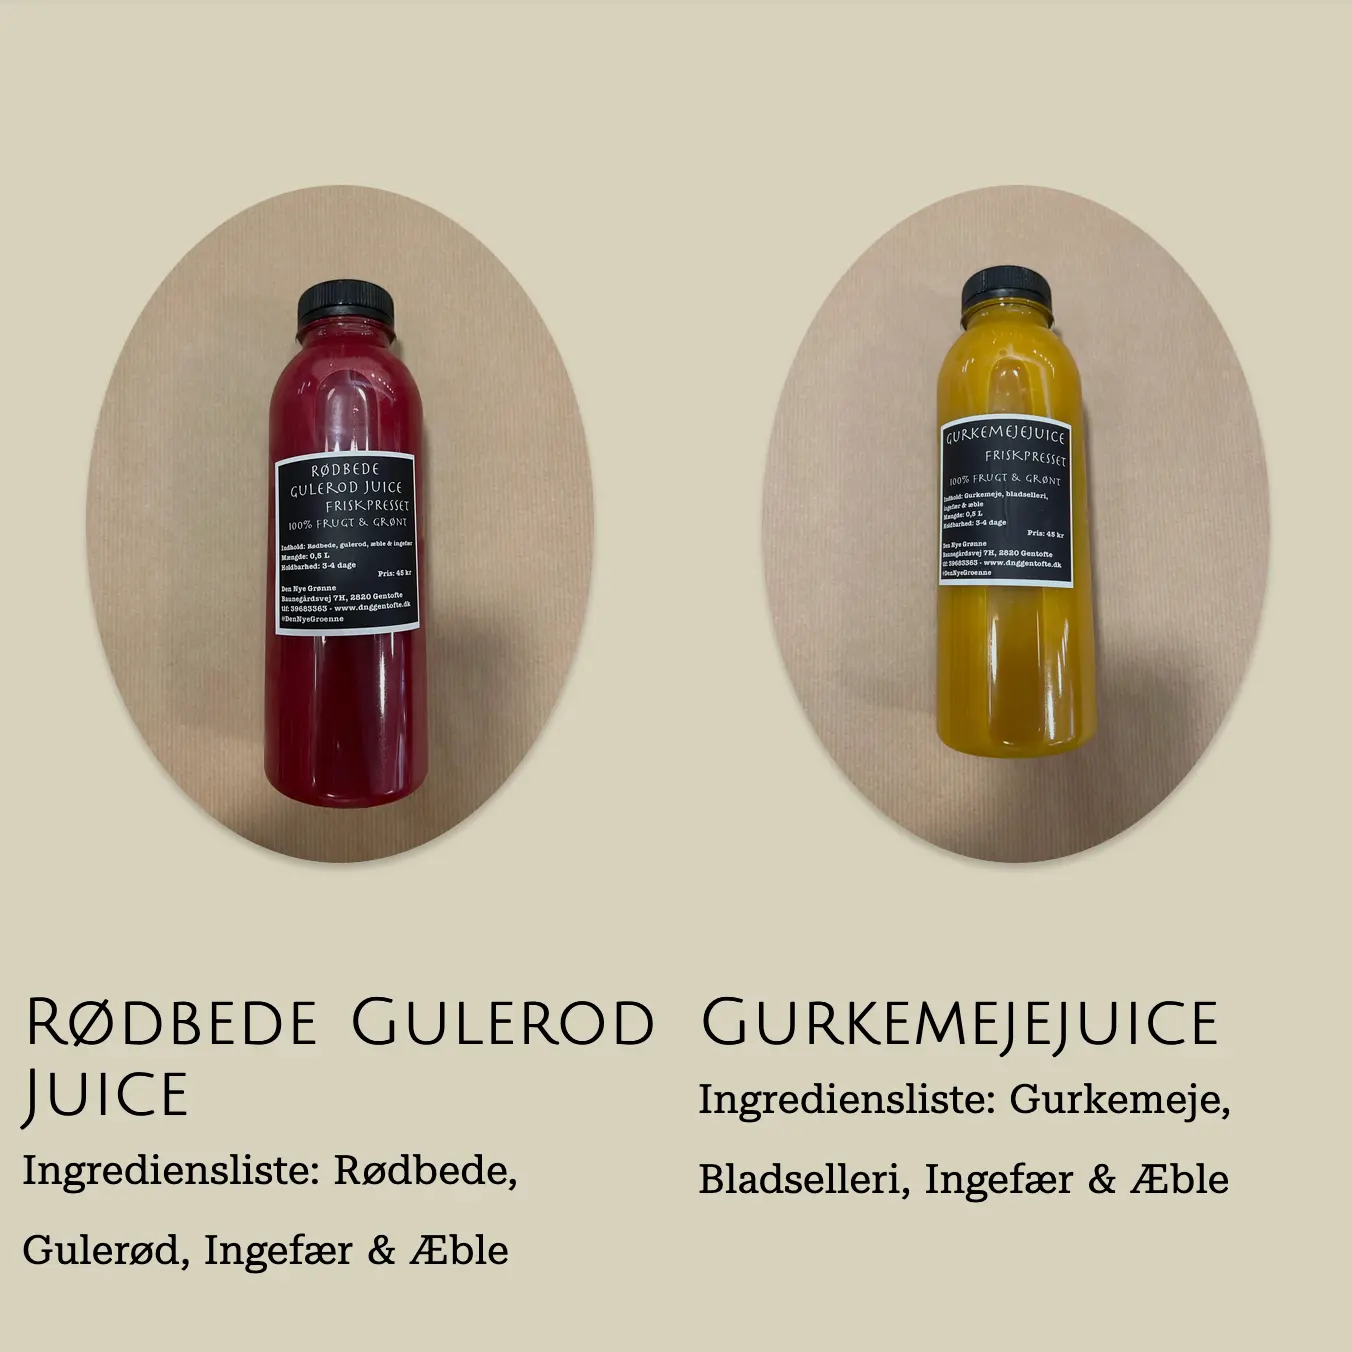 RØDBEDE
GULEROD JUICE
FRISKPRESSET
100% FRUGT & GRØNT
Indhold: Rødbede, gulerod, æble & ingefær
Mængde: 0,5 L
Holdbarhed: 3-4 dage
Pris: 45 kr
Den Nye Grønne
Baunegårdsvej 7H, 2820 Gentofte
tlf: 39683363 - www.dnggentofte.dk
@DenNyeGroenne
GURKEMEJEJUICE
FRISKPRESSET
100% FRUGT & GRØNT
Indhold: Gurkemeje, bladselleri,
ingefær & æble
Mængde: 0,5 L
Holdbarhed: 3-4 dage
Pris: 45 kr
Den Nye Grønne
Baunegårdsvej 7H, 2820 Gentofte
tlf: 39683363 - www.dnggentofte.dk
@DenNyeGroenne
RØDBEDE GULEROD
JUICE
Ingrediensliste: Rødbede,
Gulerød, Ingefær & Æble
GURKEMEJEJUICE
Ingrediensliste: Gurkemeje,
Bladselleri, Ingefær & Æble